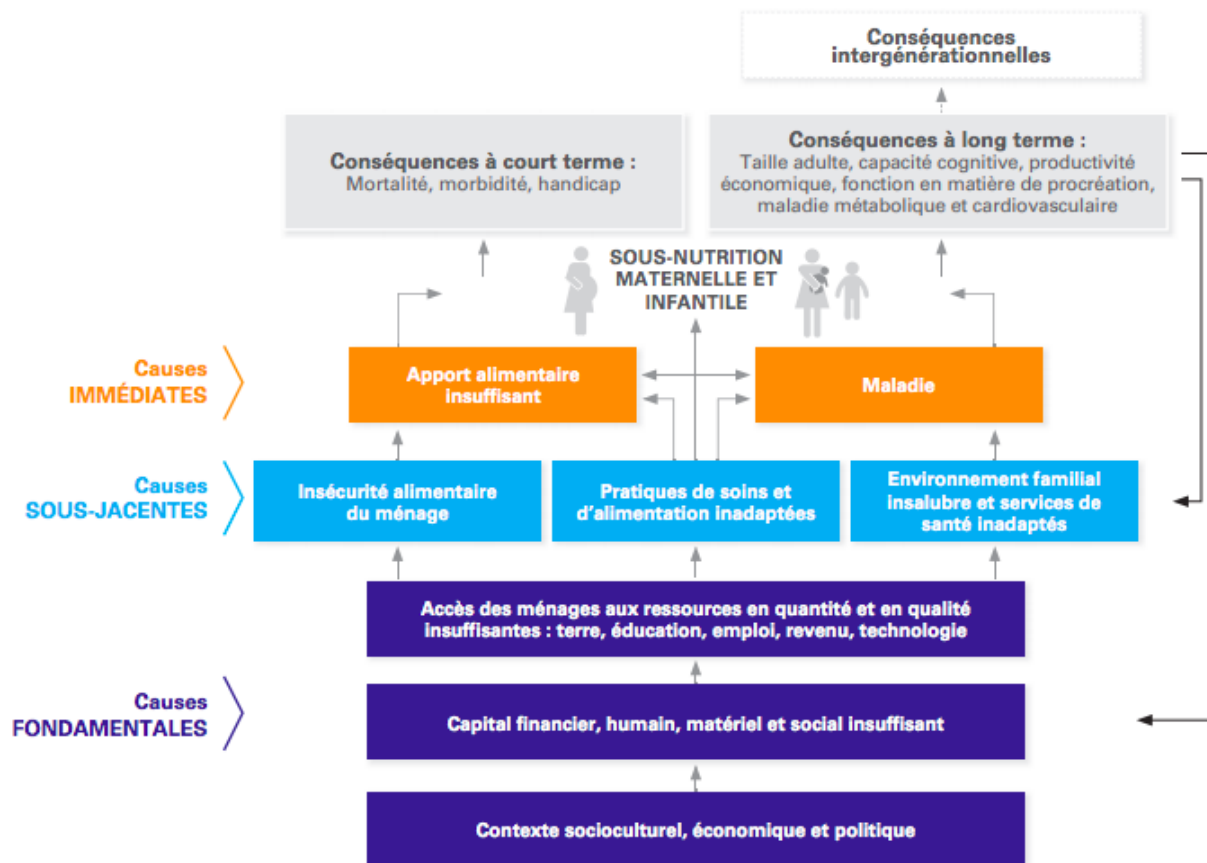 Conséquences
intergénérationnelles
Conséquences à court terme :
Mortalité, morbidité, handicap
Conséquences à long terme :
Taille adulte, capacité cognitive, productivité
économique, fonction en matière de procréation,
maladie métabolique et cardiovasculaire
SOUS-NUTRITION
MATERNELLE ET
INFANTILE
Causes
IMMÉDIATES
Apport alimentaire
insuffisant
Maladie
Causes
SOUS-JACENTES
Insécurité alimentaire
du ménage
Pratiques de soins et
d'alimentation inadaptées
Environnement familial
insalubre et services de
santé inadaptés
Accès des ménages aux ressources en quantité et en qualité
insuffisantes : terre, éducation, emploi, revenu, technologie
Causes
FONDAMENTALES
Capital financier, humain, matériel et social insuffisant
Contexte socioculturel, économique et politique